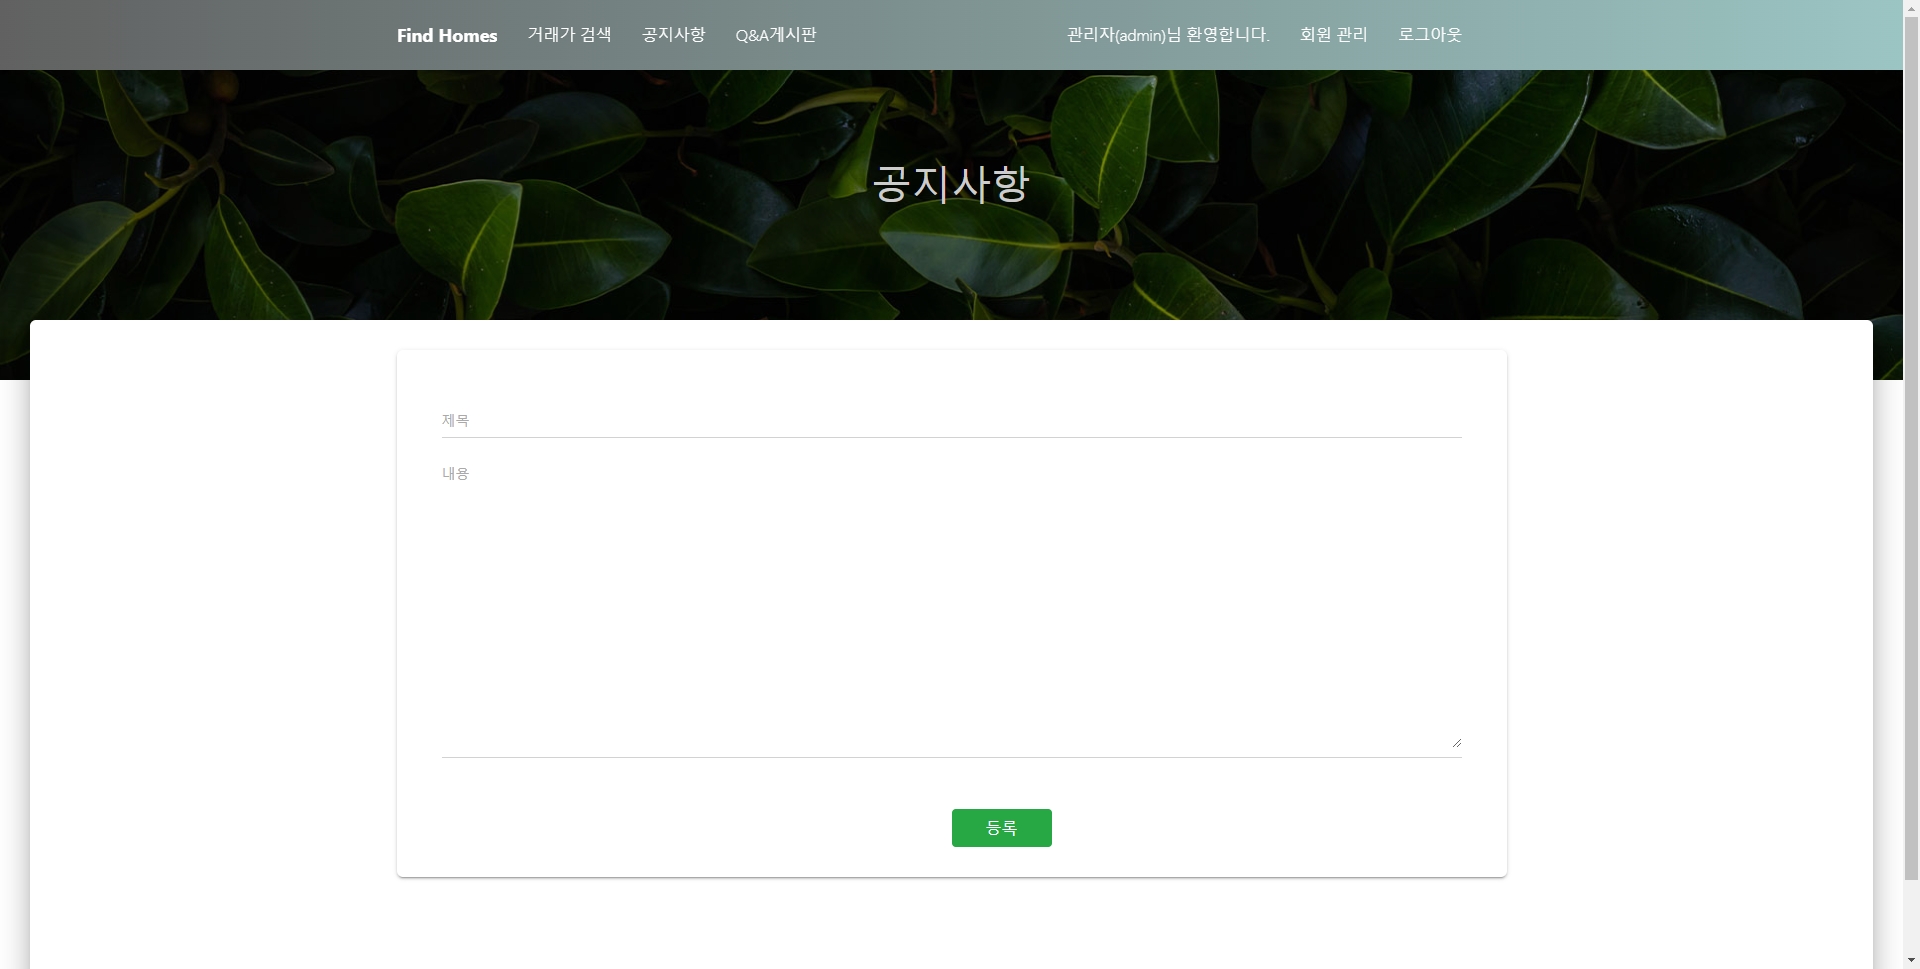 Find Homes 거래가 검색 공지사항 Q&A게시판 관리자(admin)님 환영합니다. 회원 관리 로그아웃
공지사항
제목
내용
등록